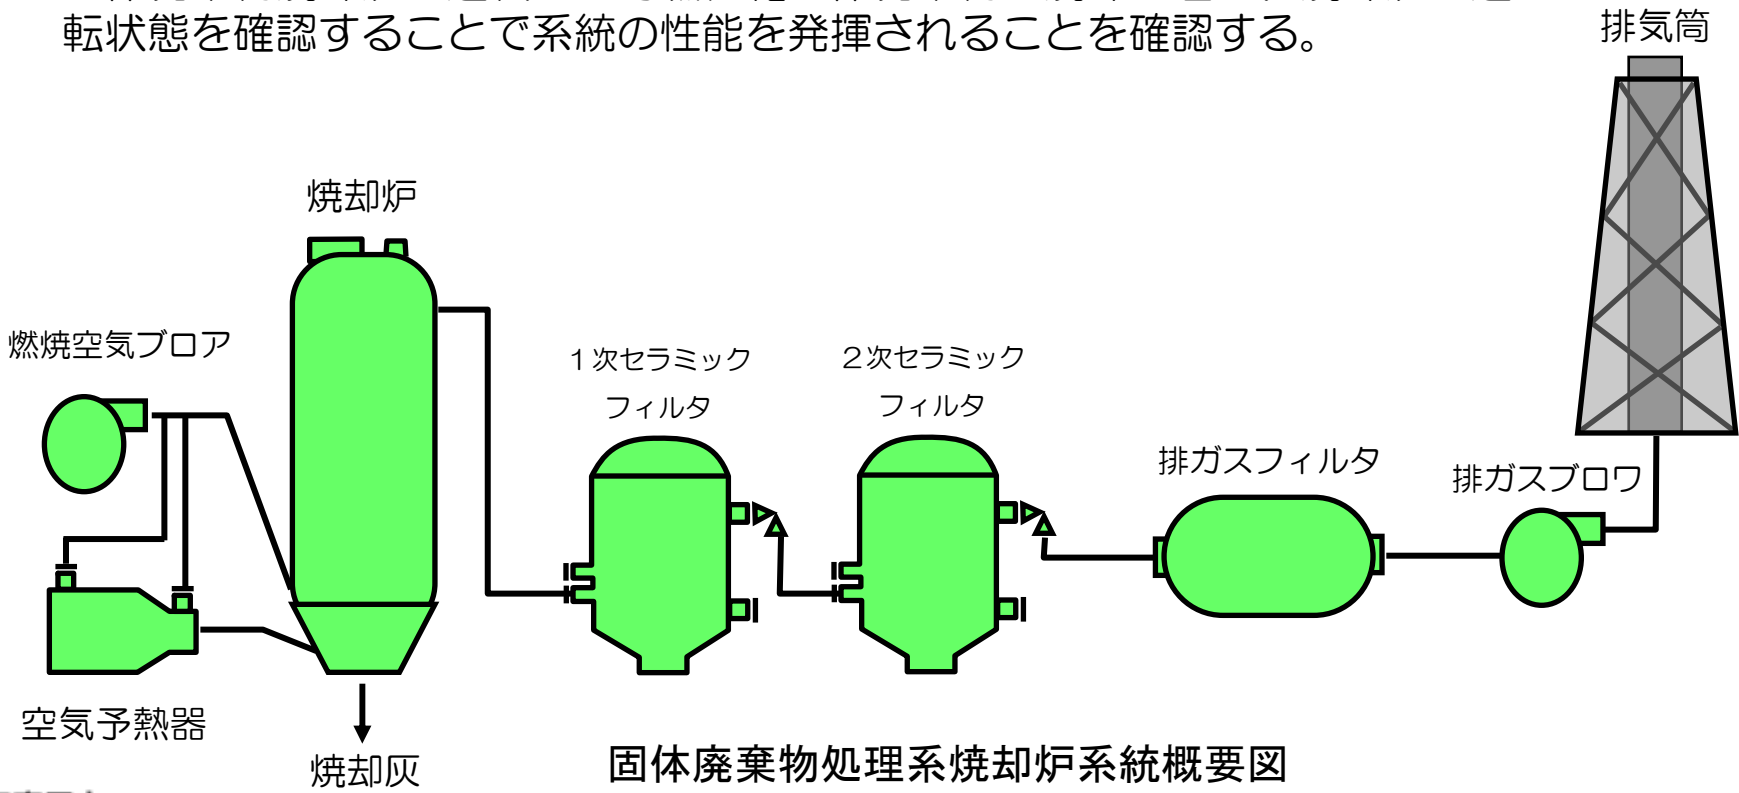 転状態を確認することで系統の性能を発揮されることを確認する。
排気筒
焼却炉
燃焼空気ブロア
1次セラミック
フィルタ
2次セラミック
フィルタ
排ガスフィルタ
排ガスブロワ
空気予熱器
焼却灰
固体廃棄物処理系焼却炉系統概要図